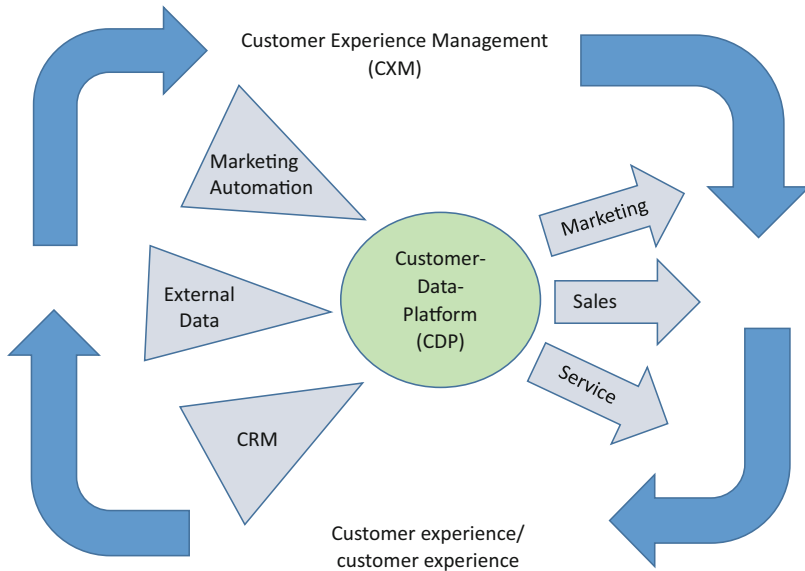 Customer Experience Management
(CXM)
Marketing
Automation
External
Data
CRM
Customer-
Data-
Platform
(CDP)
Marketing
Sales
Service
Customer experience/
customer experience